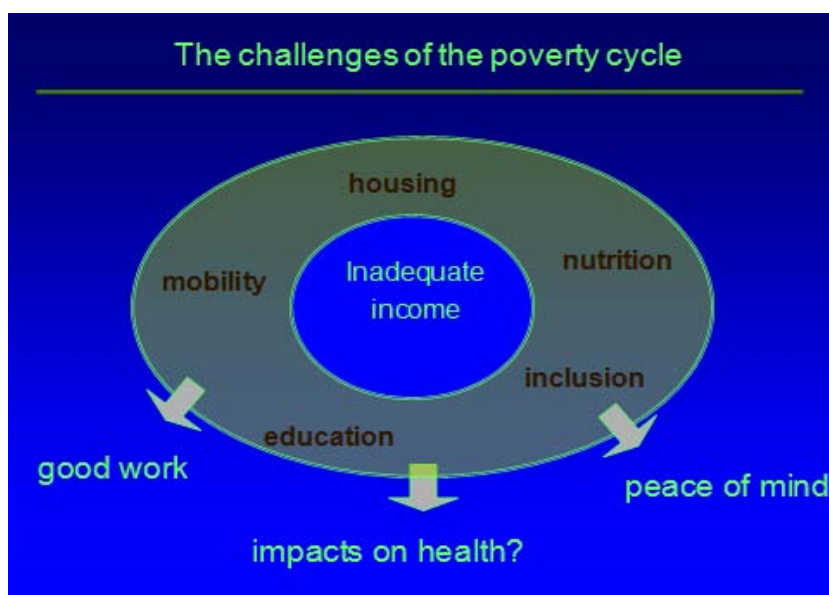 The challenges of the poverty cycle
housing
nutrition
mobility
Inadequate
income
inclusion
education
good work
peace of mind
impacts on health?